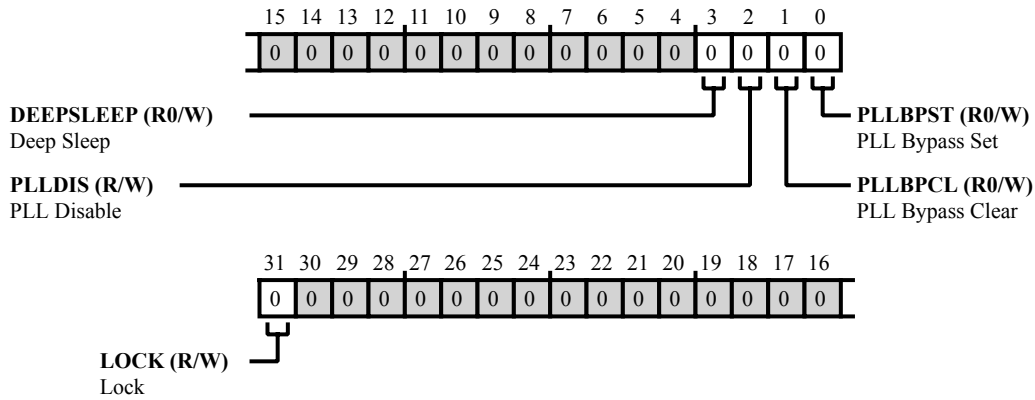 15 14 13 12 11 10 9 8 7 6 5 4 3 2 1 0
0 0 0 0 0 0 0 0 0 0 0 0 0 0 0 0
DEEPSLEEP (R0/W)
Deep Sleep
PLLBPST (R0/W)
PLL Bypass Set
PLLDIS (R/W)
PLL Disable
PLLBPCL (R0/W)
PLL Bypass Clear
31 30 29 28 27 26 25 24 23 22 21 20 19 18 17 16
0 0 0 0 0 0 0 0 0 0 0 0 0 0 0 0
LOCK (R/W)
Lock